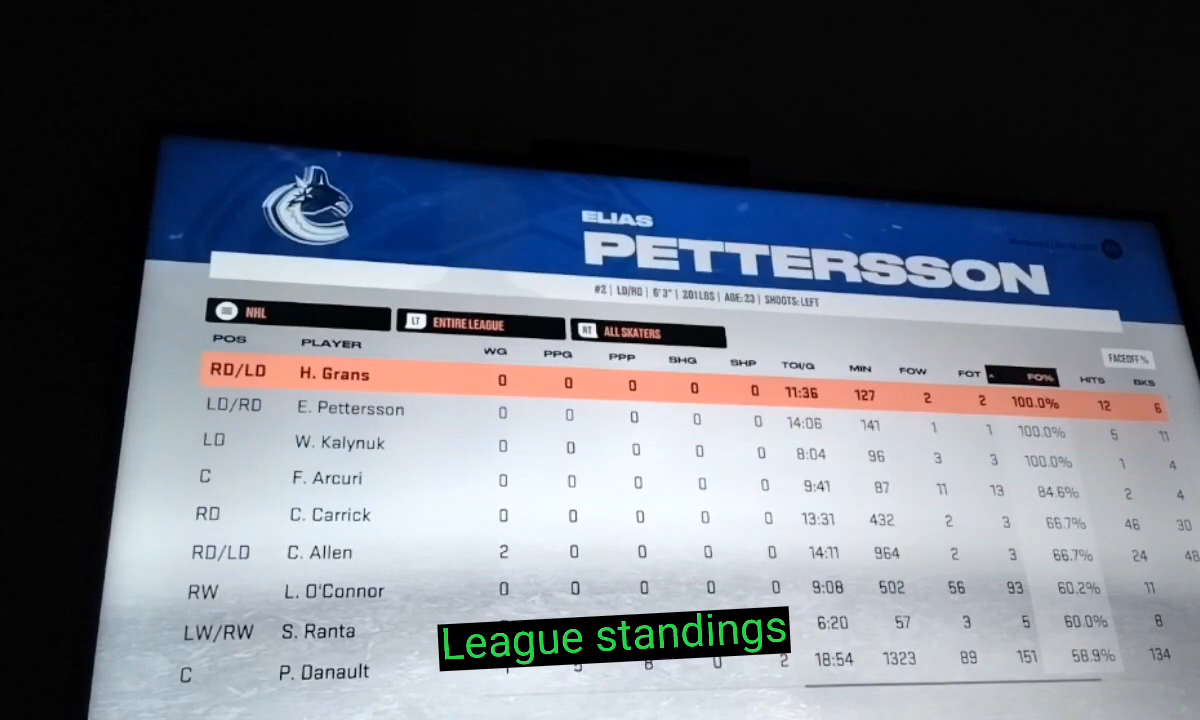 ELIAS
PETTERSSON
#2 | LD/RD | 6'3" | 201LBS | AGE: 23 | SHOOTS: LEFT
NHL LT ENTIRE LEAGUE RT ALL SKATERS
FACEOFF %
POS PLAYER WG PPG PPP SHG SHP TOI/G MIN FOW FOT FO% HITS BKS
RD/LD H. Grans 0 0 0 0 0 11:36 127 2 2 100.0% 12 6
LD/RD E. Pettersson 0 0 0 0 0 14:06 141 1 1 100.0% 5 11
LD W. Kalynuk 0 0 0 0 0 8:04 96 3 3 100.0% 1 4
C F. Arcuri 0 0 0 0 0 9:41 87 11 13 84.6% 2 4
RD C. Carrick 0 0 0 0 0 13:31 432 2 3 66.7% 46 30
RD/LD C. Allen 2 0 0 0 0 14:11 964 2 3 66.7% 24 48
RW L. O'Connor 0 0 0 0 0 9:08 502 56 93 60.2% 11
LW/RW S. Ranta 6:20 57 3 5 60.0% 8
C P. Danault 8 0 2 18:54 1323 89 151 58.9% 134
League standings